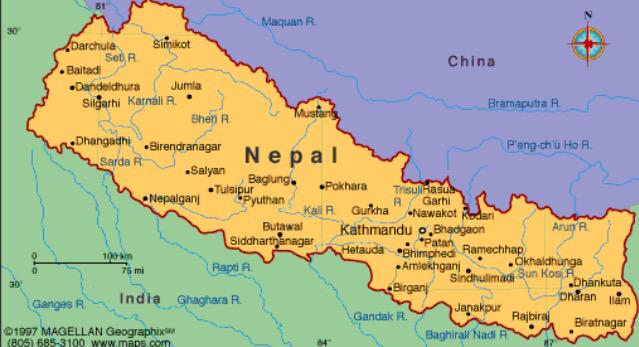 81°
Maquan R.
N
Darchula
Simikot
Seti R.
China
Baitadi
Dandeldhura
Jumla
Silgarhi
Karnali R.
Bramaputra R.
Bheri R.
Mustang
Dhangadhi
Birendranagar
P'eng-ch'u Ho R.
Sarda R.
Nepal
Salyan
Baglung
Pokhara
Trisuli
R.
Rasua
Garhi
Nepalganj
Tulsipur
Pyuthan
Kali R.
Gurkha
Nawakot
Kodari
Butawal
Kathmandu
Bhadgaon
Arun R.
Siddharthanagar
Hetauda
Patan
Bhimphedi
Ramechhap
0
100 km
0
75 mi
Rapti R.
Amlekhganj
Okhaldhunga
Sindhulimadi
Sun Kosi R.
30°
Birganj
Dhankuta
Dharan
Ilam
India
Ghaghara R.
Ganges R.
Gandak R.
Janakpur
Rajbiraj
Biratnagar
©1997 MAGELLAN Geographix℠
(805) 685-3100 www.maps.com
84°
Baghirali Nadi R.
87°
30°